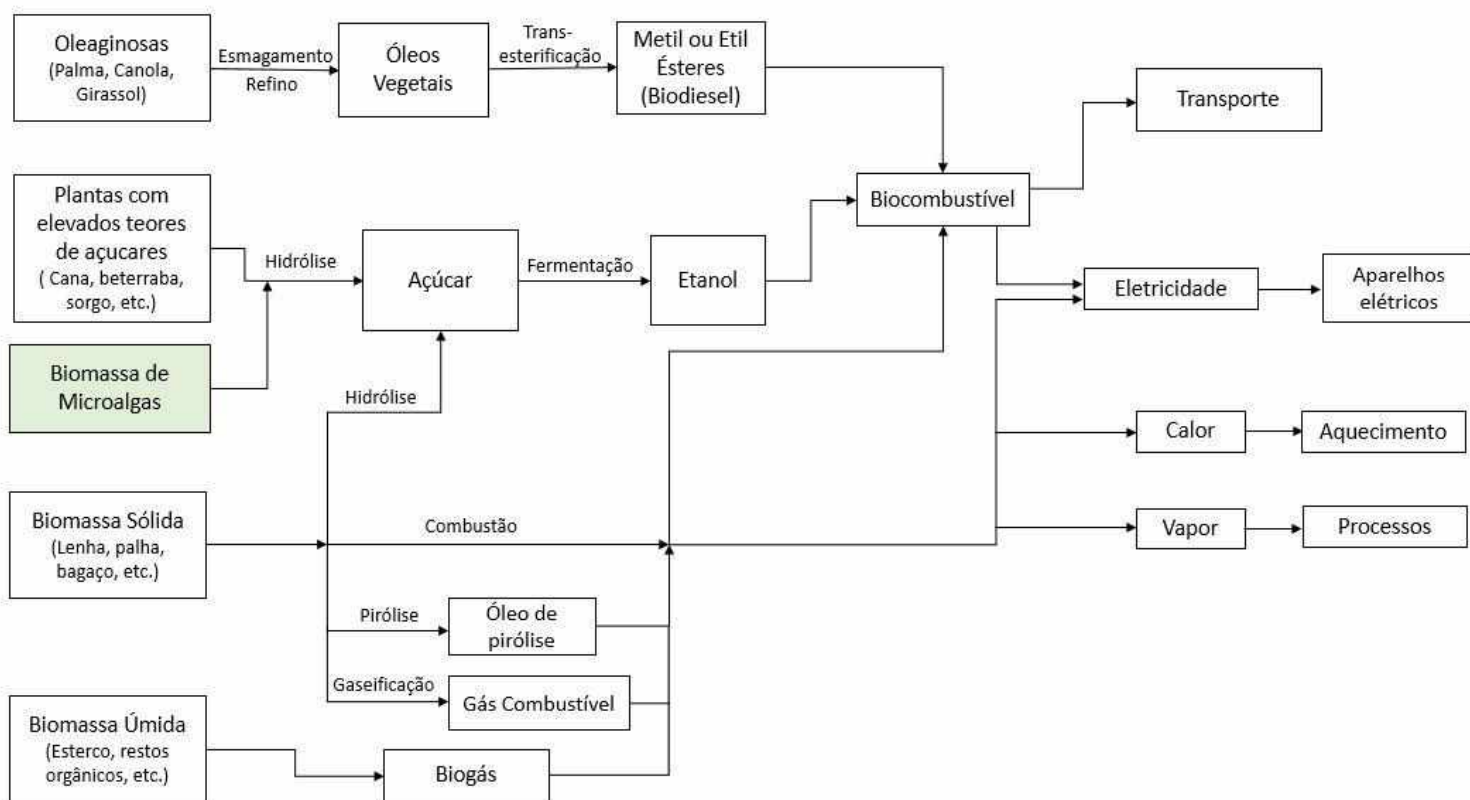 Oleaginosas
(Palma, Canola,
Girassol)
Esmagamento
Refino
Óleos
Vegetais
Trans-
esterificação
Metil ou Etil
Ésteres
(Biodiesel)
Transporte
Plantas com
elevados teores
de açucares
( Cana, beterraba,
sorgo, etc.)
Hidrólise
Açúcar
Fermentação
Etanol
Biocombustível
Eletricidade
Aparelhos
elétricos
Biomassa de
Microalgas
Hidrólise
Calor
Aquecimento
Biomassa Sólida
(Lenha, palha,
bagaço, etc.)
Combustão
Vapor
Processos
Pirólise
Óleo de
pirólise
Gaseificação
Gás Combustível
Biomassa Úmida
(Esterco, restos
orgânicos, etc.)
Biogás